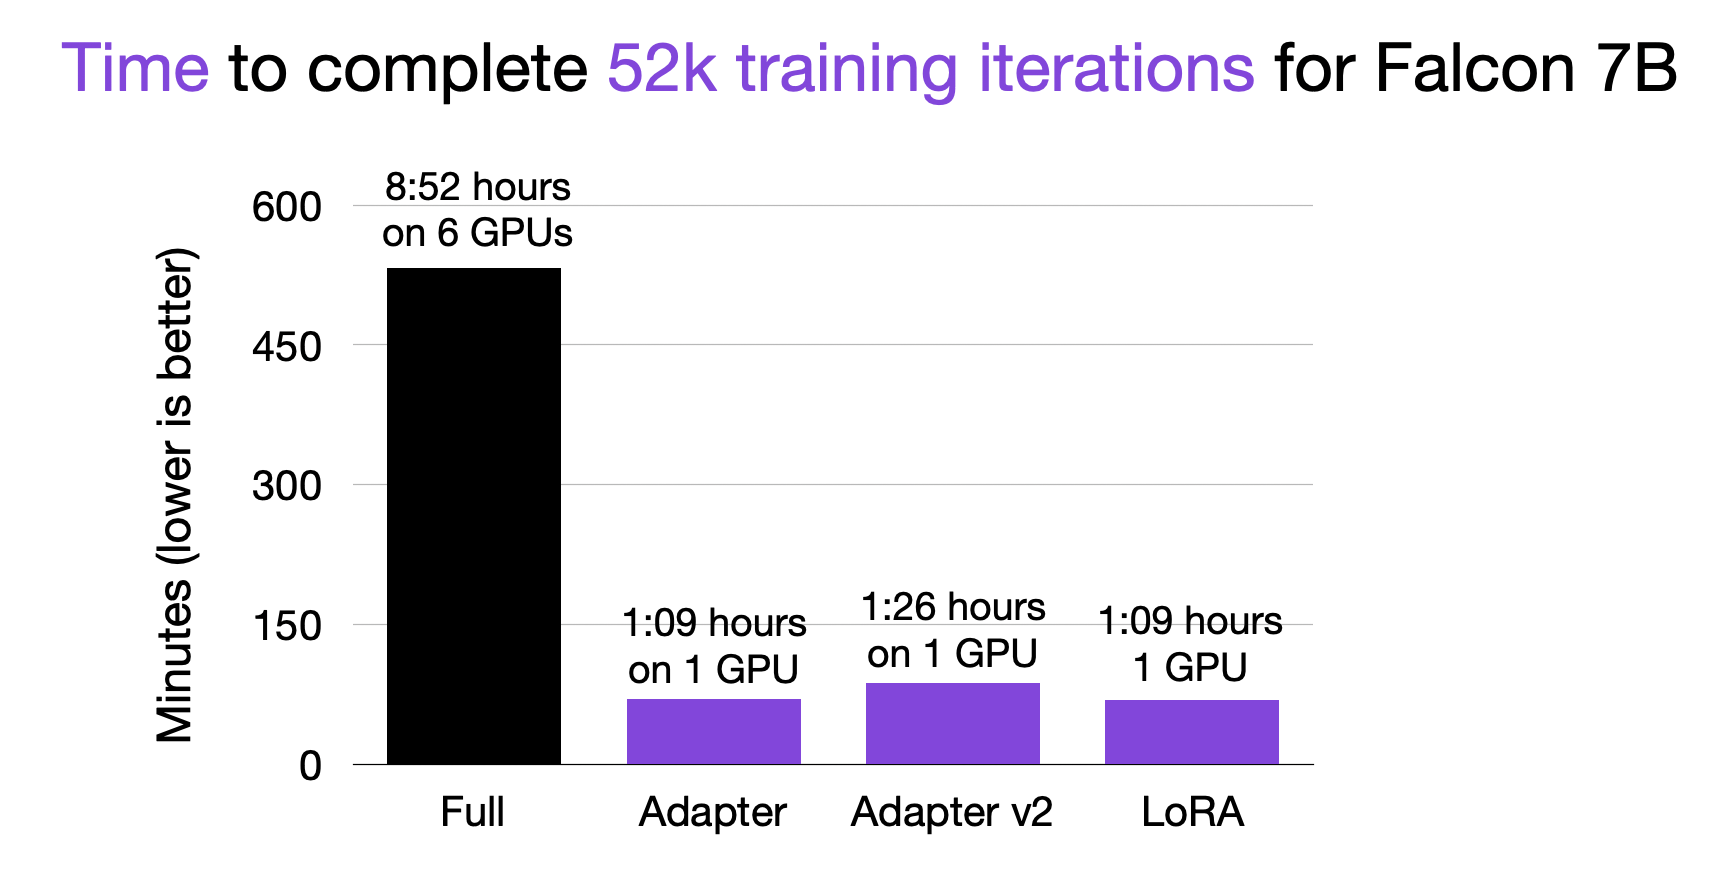 Time to complete 52k training iterations for Falcon 7B
8:52 hours
on 6 GPUs
600
450
300
150
0
Minutes (lower is better)
1:09 hours
on 1 GPU
1:26 hours
on 1 GPU
1:09 hours
1 GPU
Full
Adapter
Adapter v2
LoRA